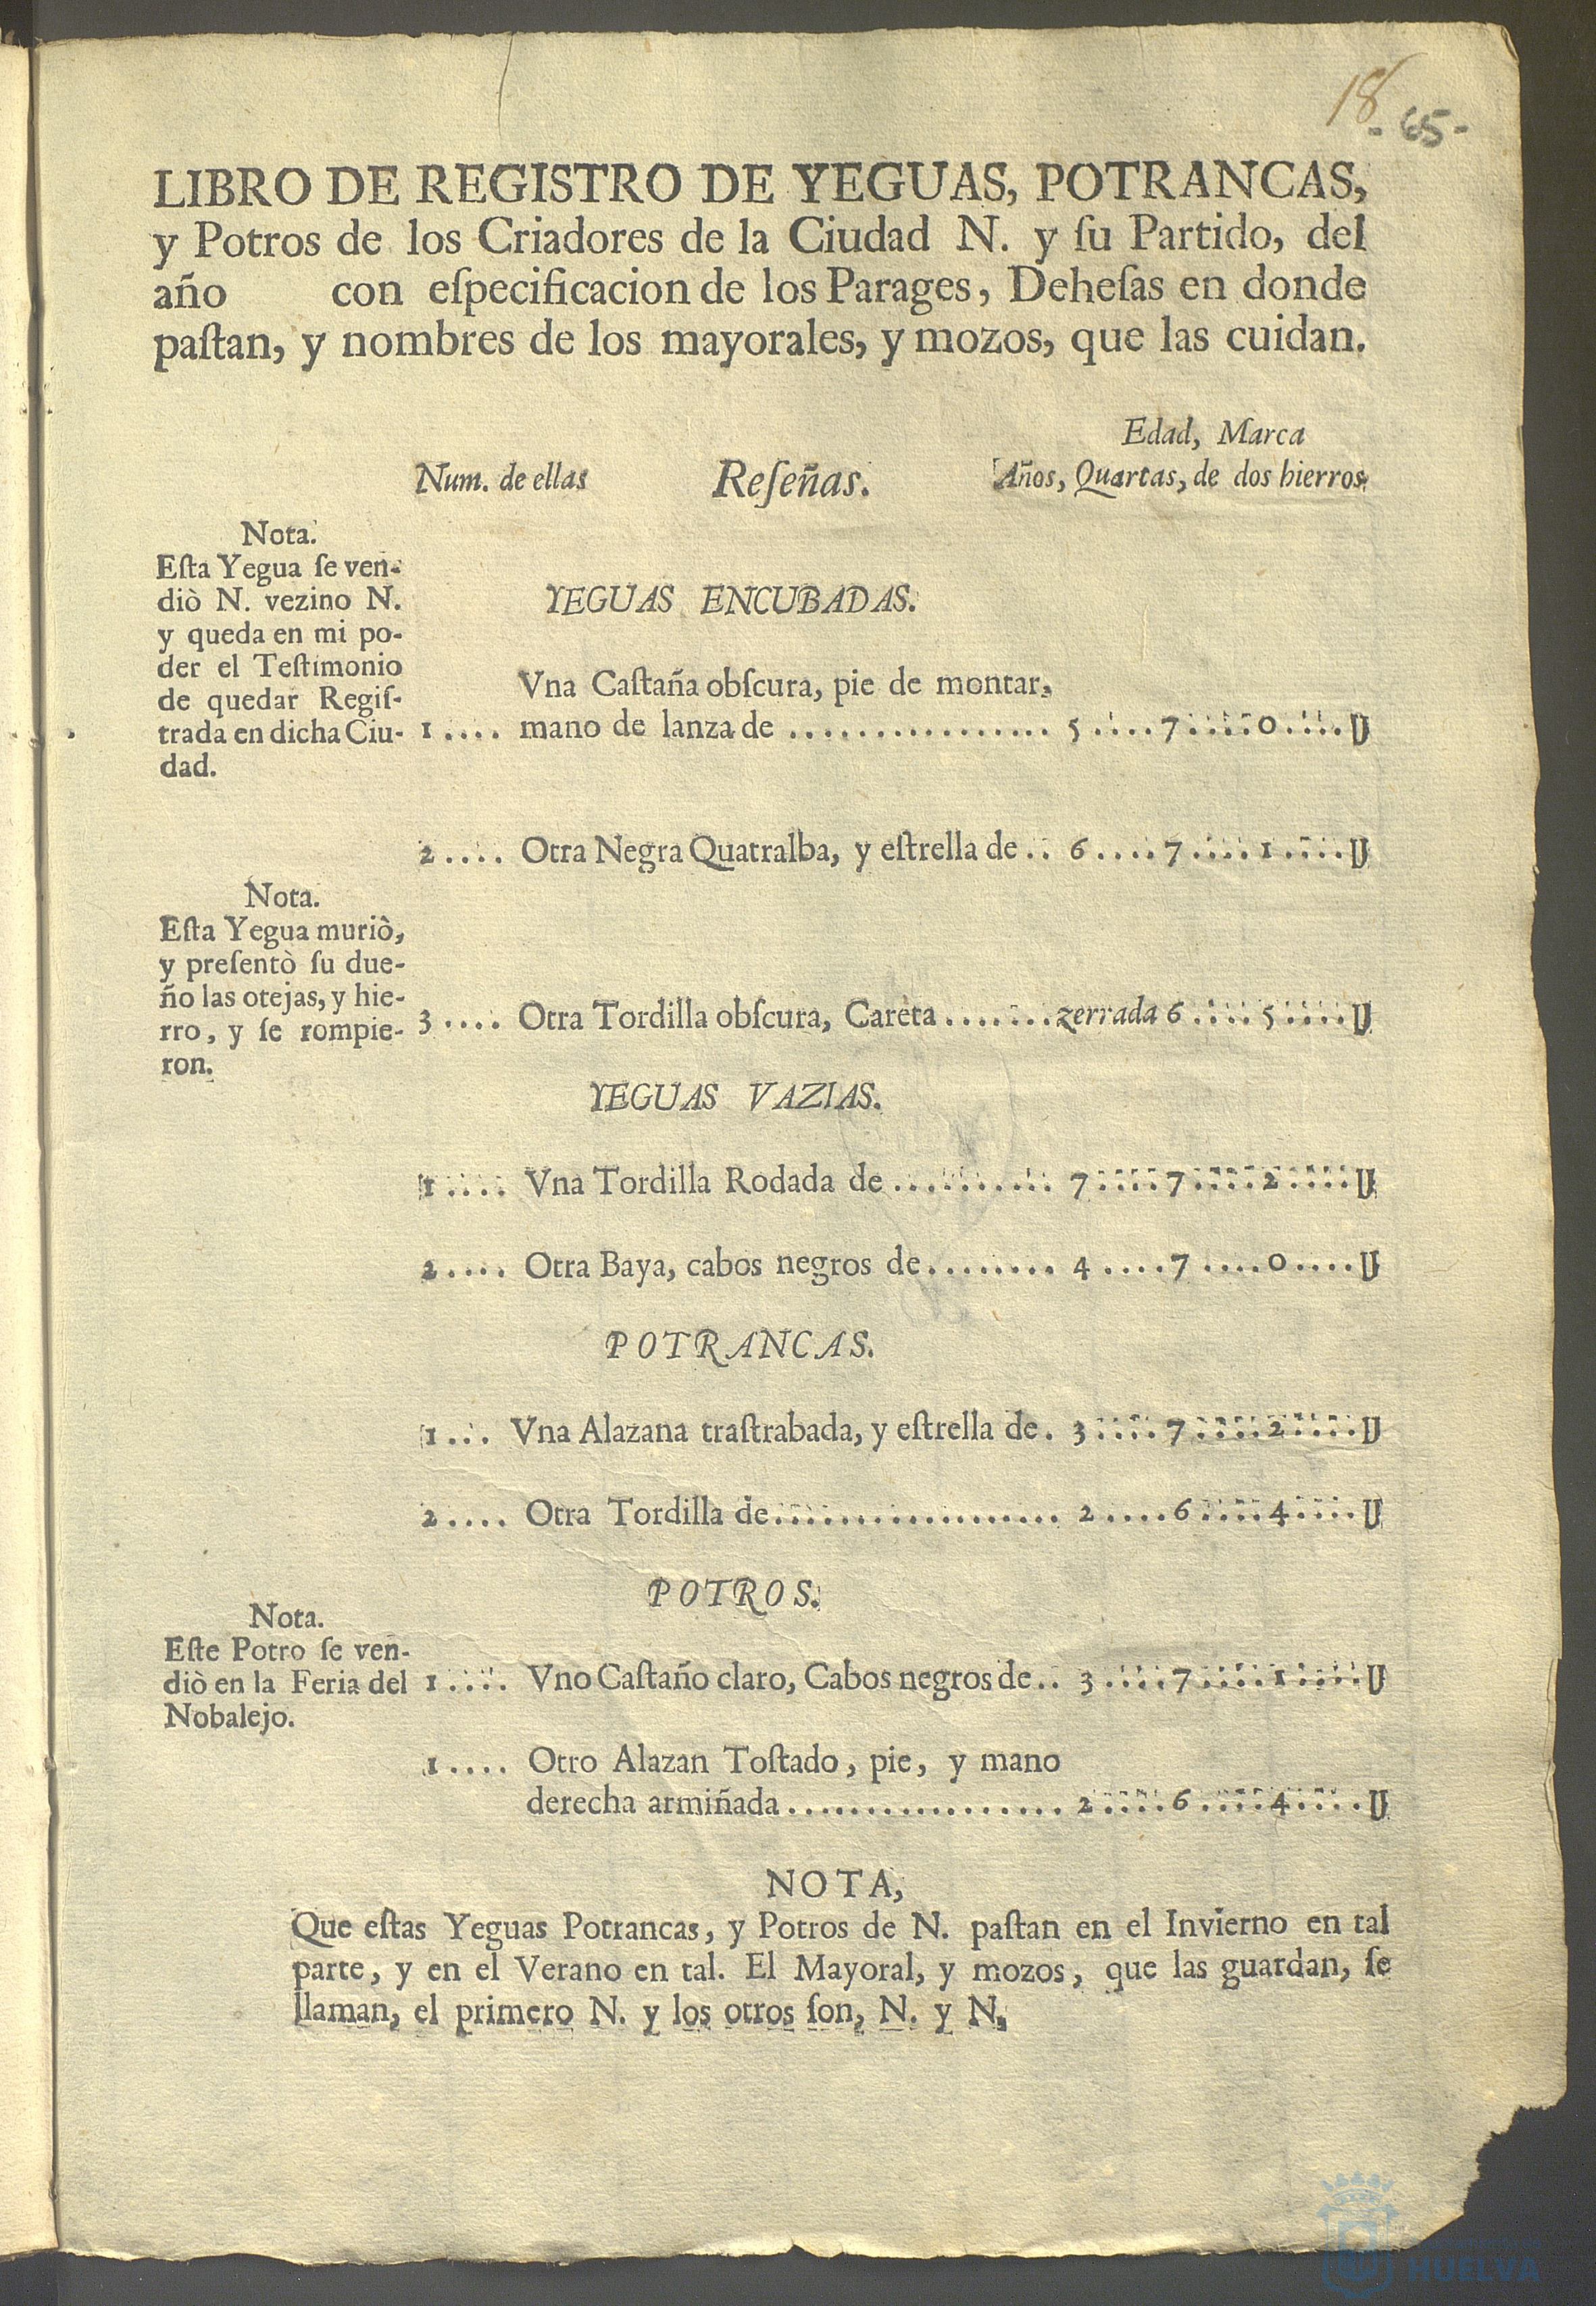 18
- 65 -
LIBRO DE REGISTRO DE YEGUAS, POTRANCAS,
y Potros de los Criadores de la Ciudad N. y ſu Partido, del
año con eſpecificacion de los Parages, Deheſas en donde
paſtan, y nombres de los mayorales, y mozos, que las cuidan.
Edad, Marca
Num. de ellas Reſeñas. Años, Quartas, de dos hierros.
Nota.
Eſta Yegua ſe ven-
diò N. vezino N.
y queda en mi po-
der el Teſtimonio
de quedar Regiſ-
trada en dicha Ciu-
dad.
YEGUAS ENCUBADAS.
Vna Caſtaña obſcura, pie de montar,
1 .... mano de lanza de ................ 5 .... 7 .... 0 .... U
2 .... Otra Negra Quatralba, y eſtrella de .. 6 .... 7 .... 1 .... U
Nota.
Eſta Yegua muriò,
y preſentò ſu due-
ño las otejas, y hie-
rro, y ſe rompie-
ron.
3 .... Otra Tordilla obſcura, Carèta ....... zerrada 6 .... 5 .... U
YEGUAS VAZIAS.
1 .... Vna Tordilla Rodada de .......... 7 .... 7 .... 2 .... U
2 .... Otra Baya, cabos negros de ........ 4 .... 7 .... 0 .... U
POTRANCAS.
1 ... Vna Alazana traſtrabada, y eſtrella de . 3 .... 7 .... 2 .... U
2 .... Otra Tordilla de .................. 2 .... 6 .... 4 .... U
POTROS.
Nota.
Eſte Potro ſe ven-
diò en la Feria del
Nobalejo.
1 .... Vno Caſtaño claro, Cabos negros de .. 3 .... 7 .... 1 .... U
1 .... Otro Alazan Toſtado, pie, y mano
derecha armiñada ................. 2 .... 6 .... 4 .... U
NOTA,
Que eſtas Yeguas Potrancas, y Potros de N. paſtan en el Invierno en tal
parte, y en el Verano en tal. El Mayoral, y mozos, que las guardan, ſe
llaman, el primero N. y los otros ſon, N. y N.
HUELVA